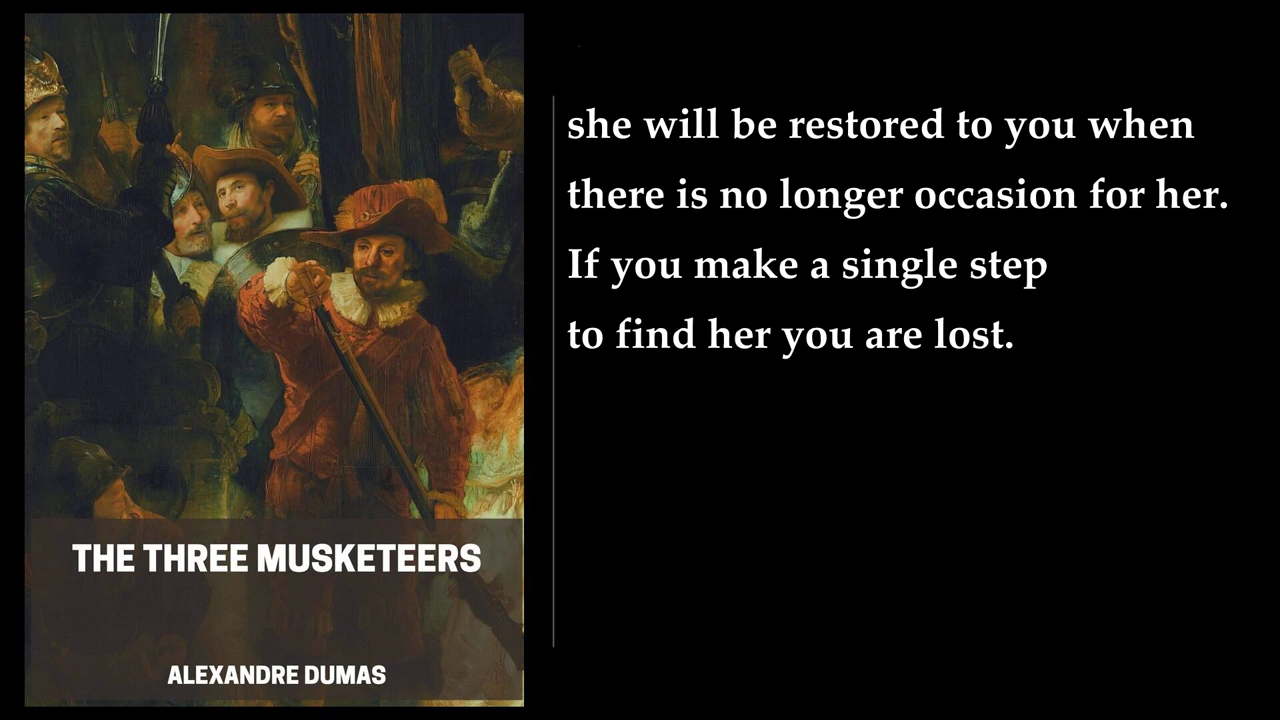 THE THREE MUSKETEERS
ALEXANDRE DUMAS
she will be restored to you when
there is no longer occasion for her.
If you make a single step
to find her you are lost.